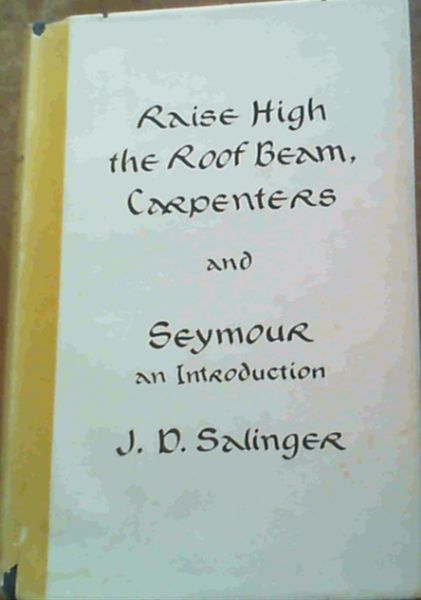 Raise High
the Roof Beam,
Carpenters
and
Seymour
an Introduction
J. D. Salinger